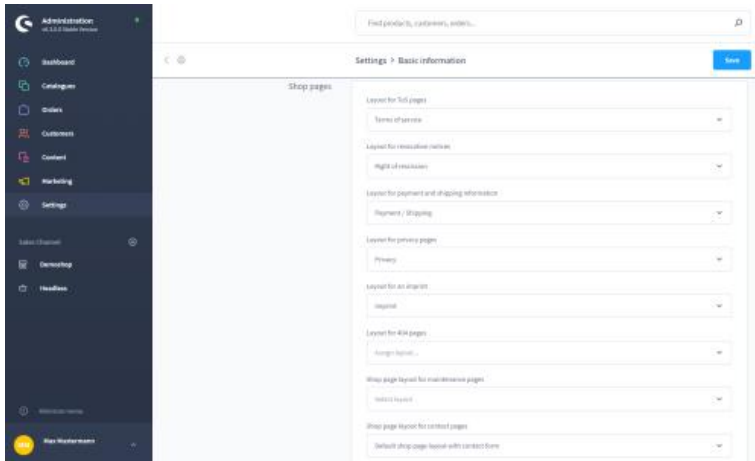 Administration
Stable Version
Find products, customers, orders...
Settings > Basic information
Save
Dashboard
Catalogues
Orders
Customers
Content
Marketing
Settings
Sales Channel
Demoshop
Headless
Max Mustermann
Shop pages
Layout for ToS pages
Terms of service
Layout for revocation notices
Right of rescission
Layout for payment and shipping information
Payment / Shipping
Layout for privacy pages
Privacy
Layout for an imprint
Imprint
Layout for 404 pages
Assign layout...
Shop page layout for maintenance pages
Select layout
Shop page layout for contact pages
Default shop page layout with contact form